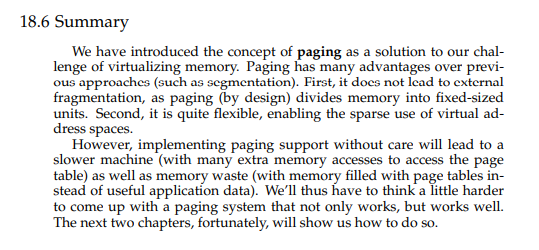 18.6 Summary
We have introduced the concept of paging as a solution to our chal-
lenge of virtualizing memory. Paging has many advantages over previ-
ous approaches (such as segmentation). First, it does not lead to external
fragmentation, as paging (by design) divides memory into fixed-sized
units. Second, it is quite flexible, enabling the sparse use of virtual ad-
dress spaces.
However, implementing paging support without care will lead to a
slower machine (with many extra memory accesses to access the page
table) as well as memory waste (with memory filled with page tables in-
stead of useful application data). We'll thus have to think a little harder
to come up with a paging system that not only works, but works well.
The next two chapters, fortunately, will show us how to do so.